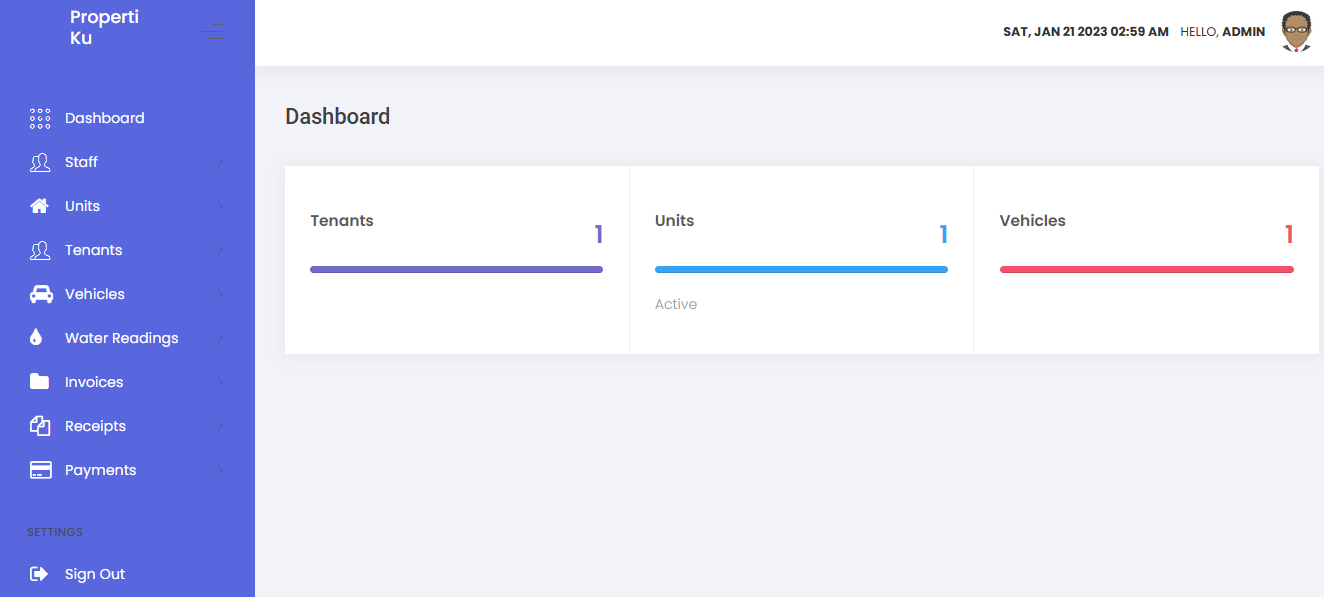 Properti
Ku
SAT, JAN 21 2023 02:59 AM HELLO, ADMIN
Dashboard
Staff
Units
Tenants
Vehicles
Water Readings
Invoices
Receipts
Payments
SETTINGS
Sign Out
Dashboard
Tenants
1
Units
1
Active
Vehicles
1